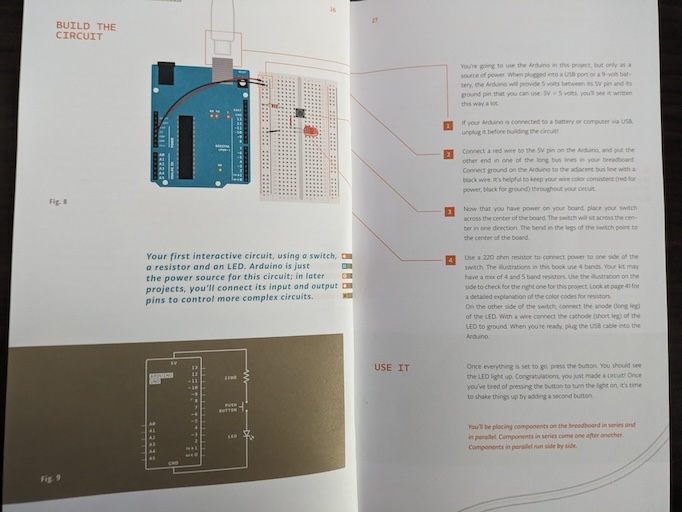 26
BUILD THE
CIRCUIT
Fig. 8
Your first interactive circuit, using a switch,
a resistor and an LED. Arduino is just
the power source for this circuit; in later
projects, you'll connect its input and output
pins to control more complex circuits.
5V
ARDUINO
UNO
13
12
A0
A1
A2
A3
A4
A5
GND
220Ω
PUSH
BUTTON
LED
Fig. 9
27
You're going to use the Arduino in this project, but only as a
source of power. When plugged into a USB port or a 9-volt bat-
tery, the Arduino will provide 5 volts between its 5V pin and its
ground pin that you can use. 5V = 5 volts, you'll see it written
this way a lot.
1
If your Arduino is connected to a battery or computer via USB,
unplug it before building the circuit!
2
Connect a red wire to the 5V pin on the Arduino, and put the
other end in one of the long bus lines in your breadboard.
Connect ground on the Arduino to the adjacent bus line with a
black wire. It's helpful to keep your wire color consistent (red for
power, black for ground) throughout your circuit.
3
Now that you have power on your board, place your switch
across the center of the board. The switch will sit across the cen-
ter in one direction. The bend in the legs of the switch point to
the center of the board.
4
Use a 220 ohm resistor to connect power to one side of the
switch. The illustrations in this book use 4 bands. Your kit may
have a mix of 4 and 5 band resistors. Use the illustration on
the side to check for the right one for this project. Look at page 41 for
a detailed explanation of the color codes for resistors.
On the other side of the switch, connect the anode (long leg)
of the LED. With a wire connect the cathode (short leg) of the
LED to ground. When you're ready, plug the USB cable into the
Arduino.
USE IT
Once everything is set to go, press the button. You should see
the LED light up. Congratulations, you just made a circuit! Once
you've tired of pressing the button to turn the light on, it's time
to shake things up by adding a second button.
You'll be placing components on the breadboard in series and
in parallel. Components in series come one after another.
Components in parallel run side by side.